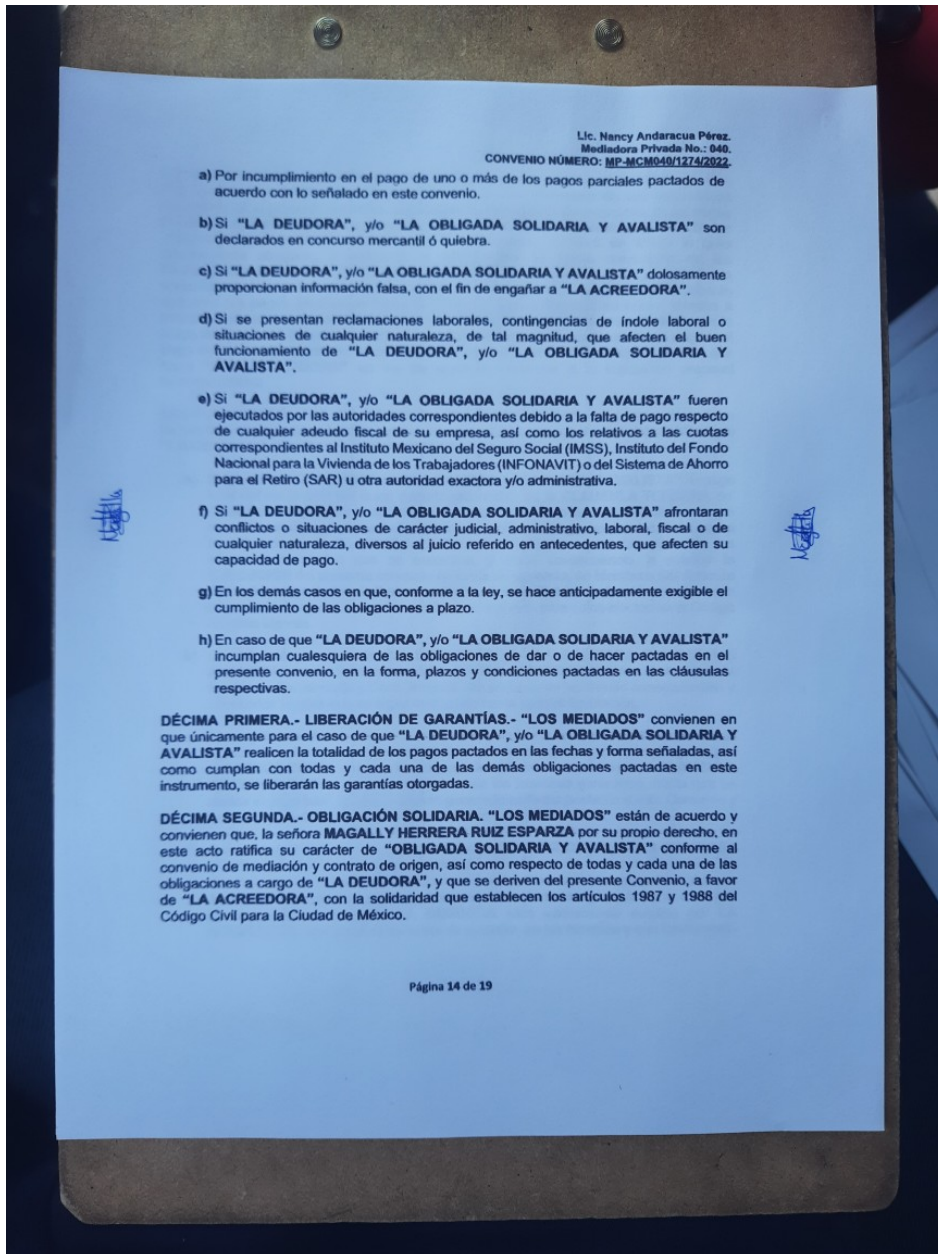 Lic. Nancy Andaracua Pérez.
Mediadora Privada No.: 040.
CONVENIO NÚMERO: MP-MCM040/1274/2022.
a) Por incumplimiento en el pago de uno o más de los pagos parciales pactados de
acuerdo con lo señalado en este convenio.
b) Si "LA DEUDORA", y/o "LA OBLIGADA SOLIDARIA Y AVALISTA" son
declarados en concurso mercantil ó quiebra.
c) Si "LA DEUDORA", y/o "LA OBLIGADA SOLIDARIA Y AVALISTA" dolosamente
proporcionan información falsa, con el fin de engañar a "LA ACREEDORA".
d) Si se presentan reclamaciones laborales, contingencias de índole laboral o
situaciones de cualquier naturaleza, de tal magnitud, que afecten el buen
funcionamiento de "LA DEUDORA", y/o "LA OBLIGADA SOLIDARIA Y
AVALISTA".
e) Si "LA DEUDORA", y/o "LA OBLIGADA SOLIDARIA Y AVALISTA" fueren
ejecutados por las autoridades correspondientes debido a la falta de pago respecto
de cualquier adeudo fiscal de su empresa, así como los relativos a las cuotas
correspondientes al Instituto Mexicano del Seguro Social (IMSS), Instituto del Fondo
Nacional para la Vivienda de los Trabajadores (INFONAVIT) o del Sistema de Ahorro
para el Retiro (SAR) u otra autoridad exactora y/o administrativa.
f) Si "LA DEUDORA", y/o "LA OBLIGADA SOLIDARIA Y AVALISTA" afrontaran
conflictos o situaciones de carácter judicial, administrativo, laboral, fiscal o de
cualquier naturaleza, diversos al juicio referido en antecedentes, que afecten su
capacidad de pago.
g) En los demás casos en que, conforme a la ley, se hace anticipadamente exigible el
cumplimiento de las obligaciones a plazo.
h) En caso de que "LA DEUDORA", y/o "LA OBLIGADA SOLIDARIA Y AVALISTA"
incumplan cualesquiera de las obligaciones de dar o de hacer pactadas en el
presente convenio, en la forma, plazos y condiciones pactadas en las cláusulas
respectivas.
DÉCIMA PRIMERA.- LIBERACIÓN DE GARANTÍAS.- "LOS MEDIADOS" convienen en
que únicamente para el caso de que "LA DEUDORA", y/o "LA OBLIGADA SOLIDARIA Y
AVALISTA" realicen la totalidad de los pagos pactados en las fechas y forma señaladas, así
como cumplan con todas y cada una de las demás obligaciones pactadas en este
instrumento, se liberarán las garantías otorgadas.
DÉCIMA SEGUNDA.- OBLIGACIÓN SOLIDARIA. "LOS MEDIADOS" están de acuerdo y
convienen que, la señora MAGALLY HERRERA RUIZ ESPARZA por su propio derecho, en
este acto ratifica su carácter de "OBLIGADA SOLIDARIA Y AVALISTA" conforme al
convenio de mediación y contrato de origen, así como respecto de todas y cada una de las
obligaciones a cargo de "LA DEUDORA", y que se deriven del presente Convenio, a favor
de "LA ACREEDORA", con la solidaridad que establecen los artículos 1987 y 1988 del
Código Civil para la Ciudad de México.
Página 14 de 19